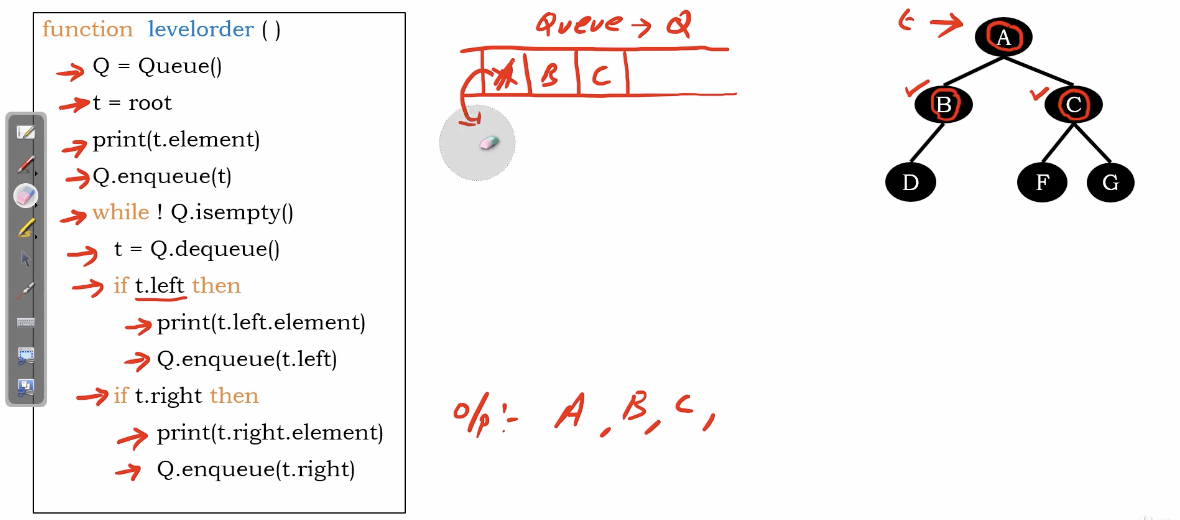 function levelorder ( )
Q = Queue()
t = root
print(t.element)
Q.enqueue(t)
while ! Q.isempty()
t = Q.dequeue()
if t.left then
print(t.left.element)
Q.enqueue(t.left)
if t.right then
print(t.right.element)
Q.enqueue(t.right)
Queue → Q
A B C
O/p :- A, B, C,
t → A
B C
D F G